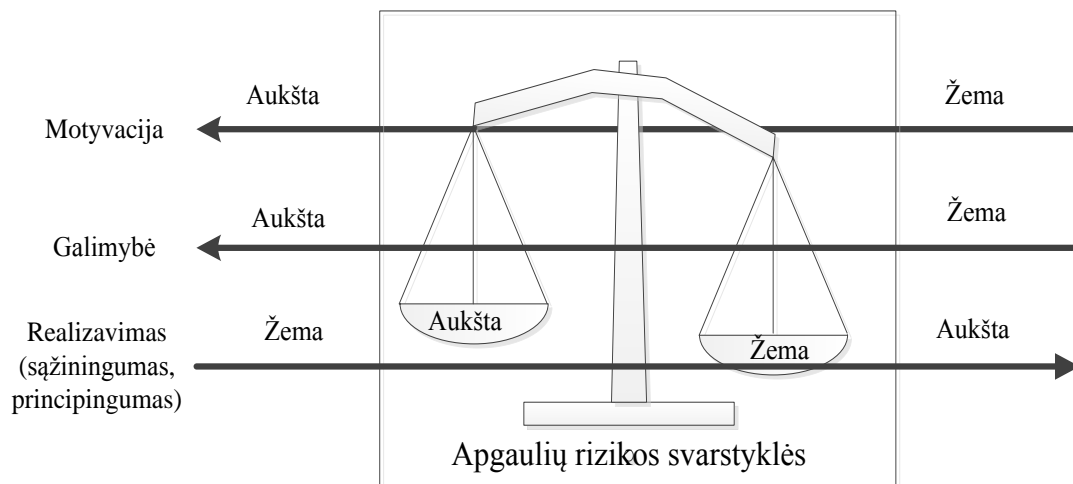 Aukšta
Žema
Motyvacija
Aukšta
Žema
Galimybė
Realizavimas
(sąžiningumas,
principingumas)
Žema
Aukšta
Žema
Aukšta
Apgaulių rizikos svarstyklės